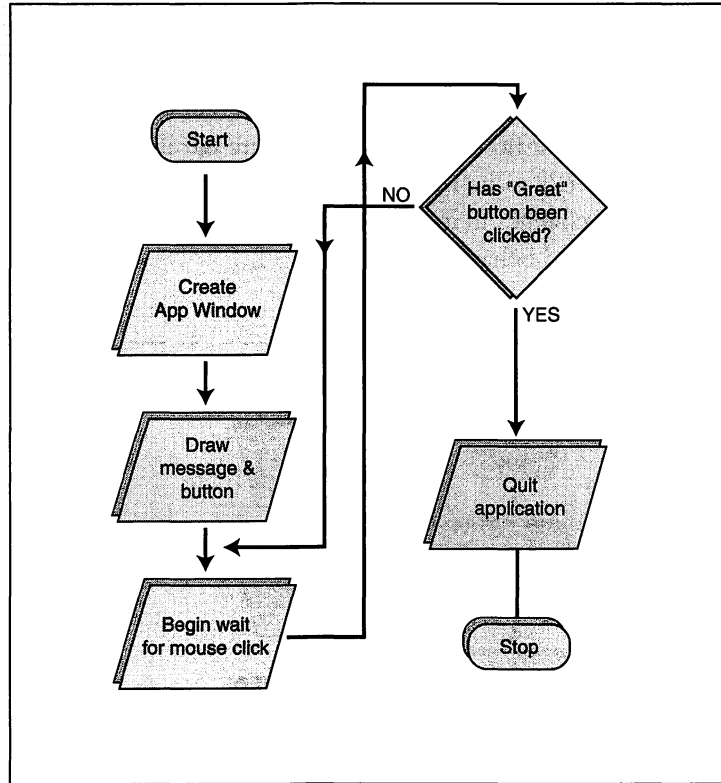 Start
Create
App Window
Draw
message &
button
Begin wait
for mouse click
Has "Great"
button been
clicked?
NO
YES
Quit
application
Stop